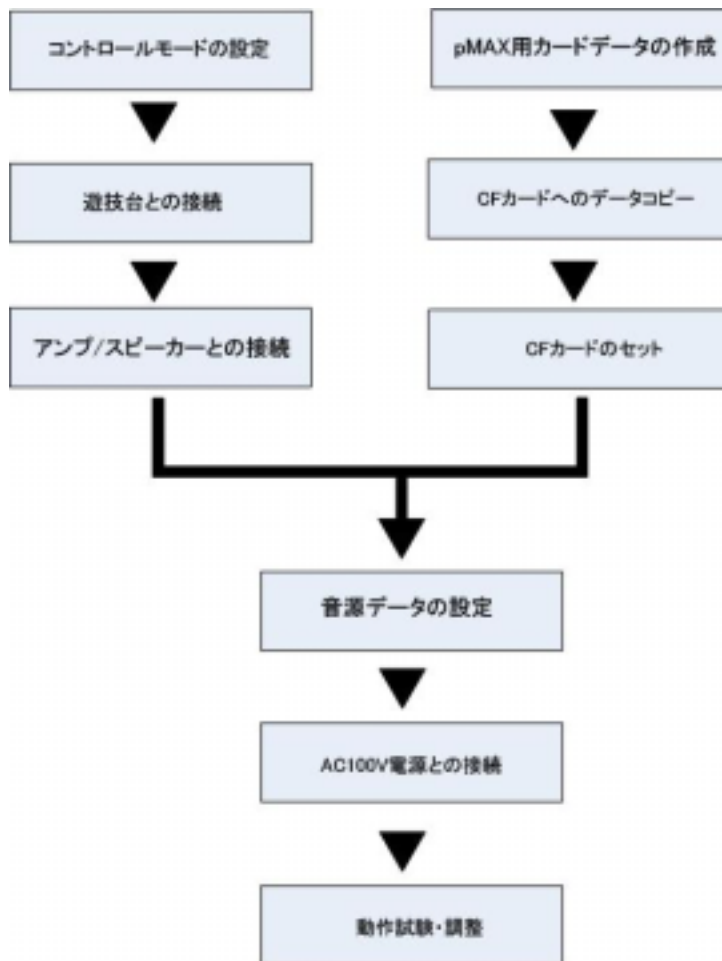 コントロールモードの設定
pMAX用カードデータの作成
遊技台との接続
CFカードへのデータコピー
アンプ/スピーカーとの接続
CFカードのセット
音源データの設定
AC100V電源との接続
動作試験・調整